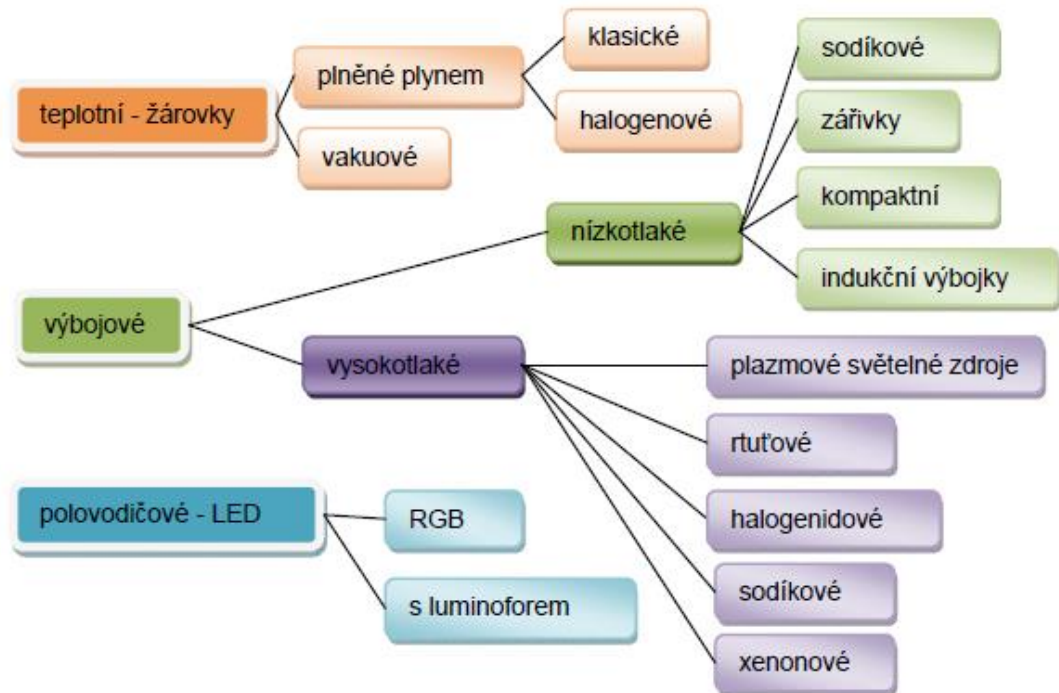 teplotní - žárovky
plněné plynem
klasické
halogenové
vakuové
výbojové
nízkotlaké
sodíkové
zářivky
kompaktní
indukční výbojky
vysokotlaké
plazmové světelné zdroje
rtuťové
halogenidové
sodíkové
xenonové
polovodičové - LED
RGB
s luminoforem